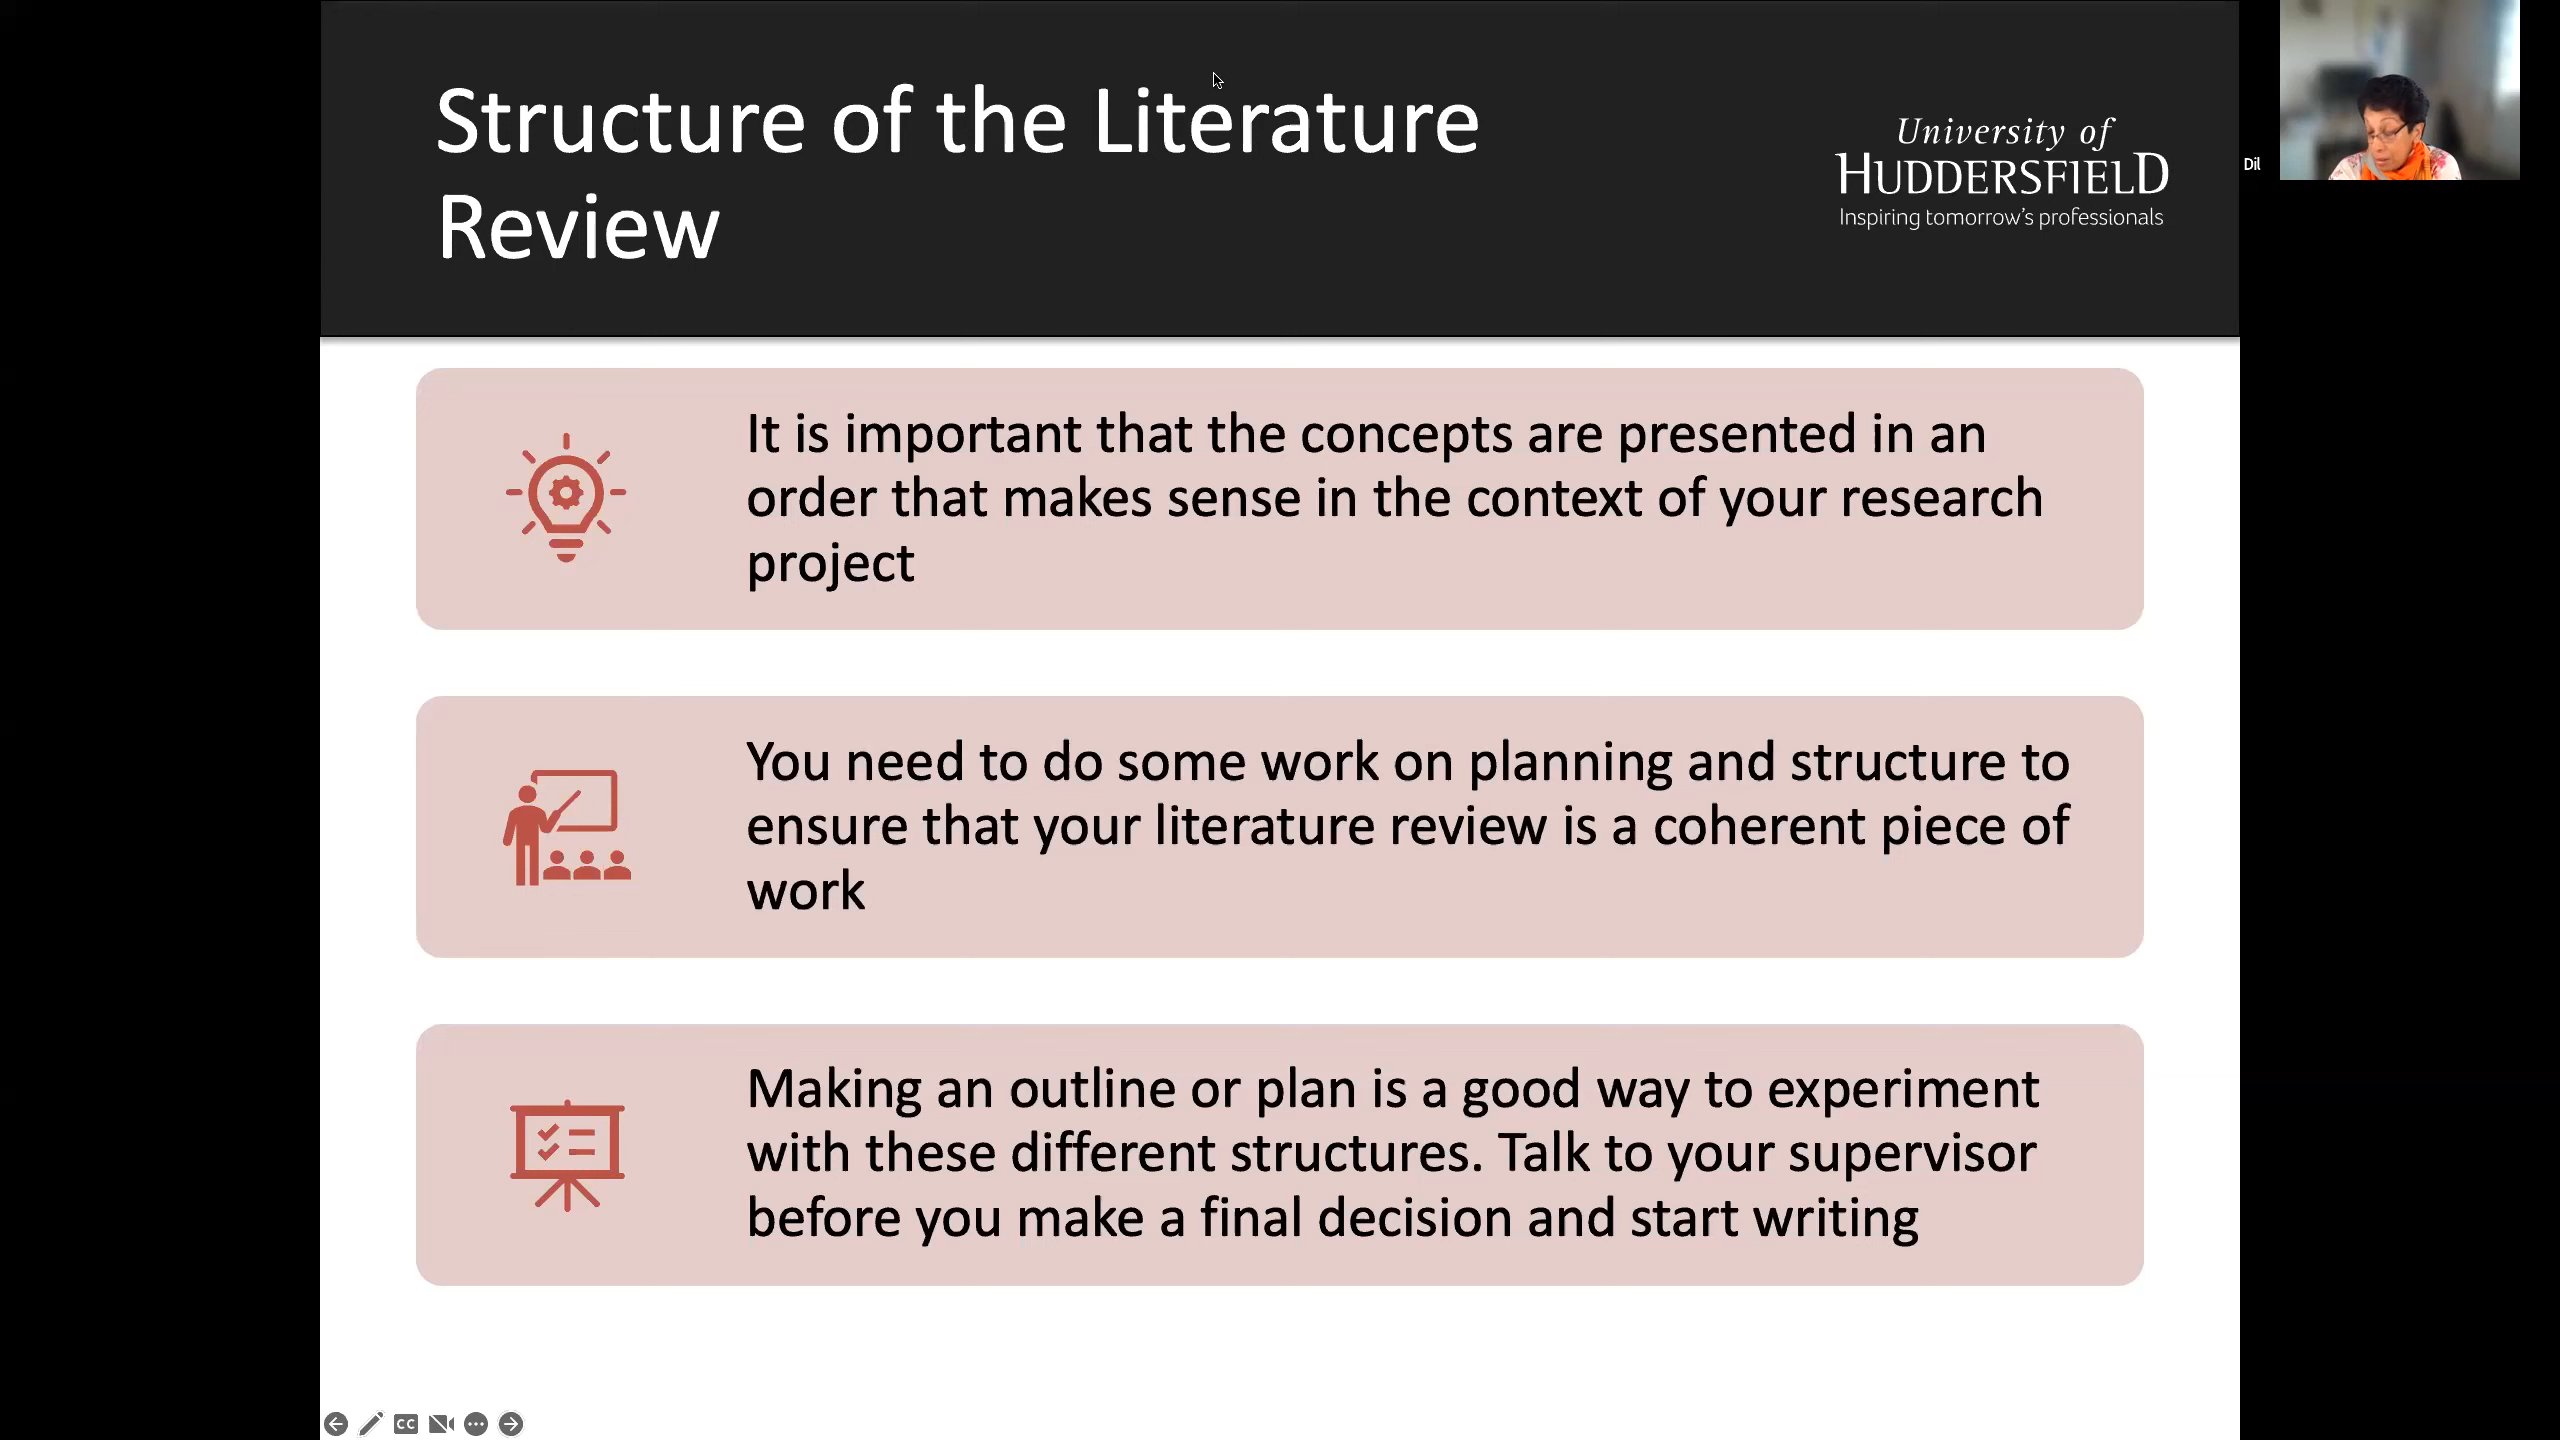 Structure of the Literature
Review
University of
HUDDERSFIELD
Inspiring tomorrow's professionals
Dil
It is important that the concepts are presented in an
order that makes sense in the context of your research
project
You need to do some work on planning and structure to
ensure that your literature review is a coherent piece of
work
Making an outline or plan is a good way to experiment
with these different structures. Talk to your supervisor
before you make a final decision and start writing
CC